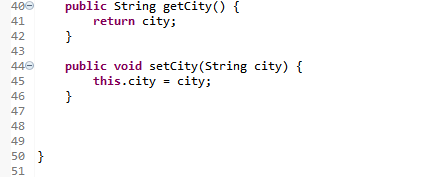 40 public String getCity() {
41 return city;
42 }
43
44 public void setCity(String city) {
45 this.city = city;
46 }
47
48
49
50 }
51